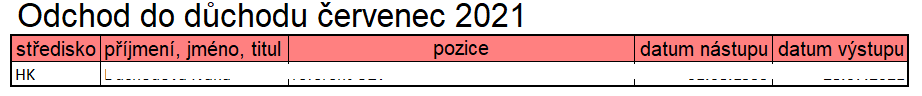 Odchod do důchodu červenec 2021
středisko příjmení, jméno, titul pozice datum nástupu datum výstupu
HK